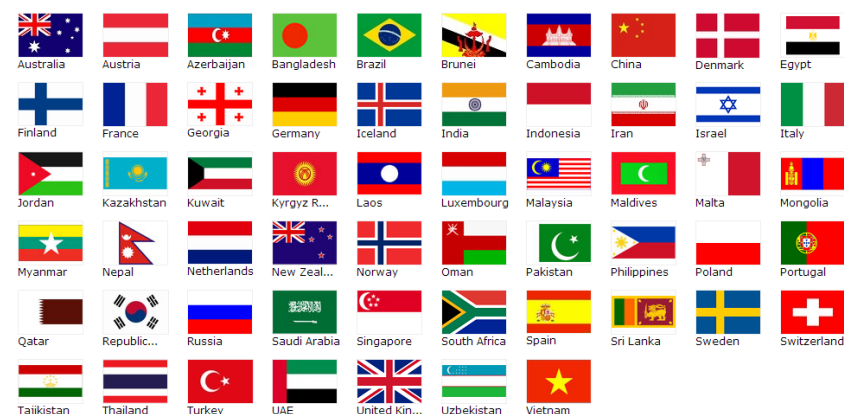 Australia Austria Azerbaijan Bangladesh Brazil Brunei Cambodia China Denmark Egypt
Finland France Georgia Germany Iceland India Indonesia Iran Israel Italy
Jordan Kazakhstan Kuwait Kyrgyz R... Laos Luxembourg Malaysia Maldives Malta Mongolia
Myanmar Nepal Netherlands New Zeal... Norway Oman Pakistan Philippines Poland Portugal
Qatar Republic... Russia Saudi Arabia Singapore South Africa Spain Sri Lanka Sweden Switzerland
Tajikistan Thailand Turkey UAE United Kin... Uzbekistan Vietnam